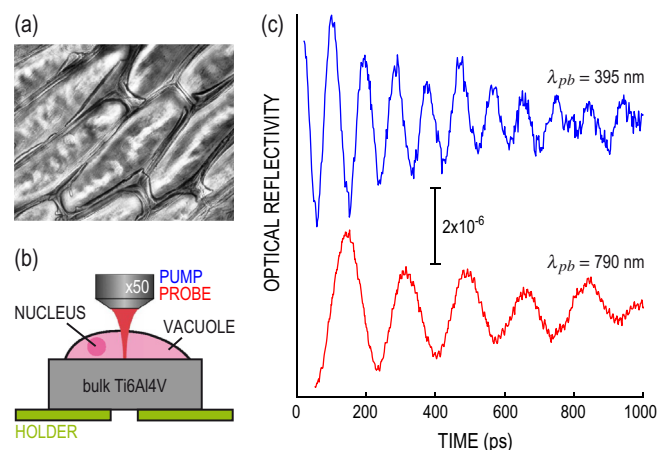 (a)
(b)
x50
PUMP
PROBE
NUCLEUS
VACUOLE
bulk Ti6Al4V
HOLDER
(c)
OPTICAL REFLECTIVITY
λpb = 395 nm
2x10⁻⁶
λpb = 790 nm
0 200 400 600 800 1000
TIME (ps)